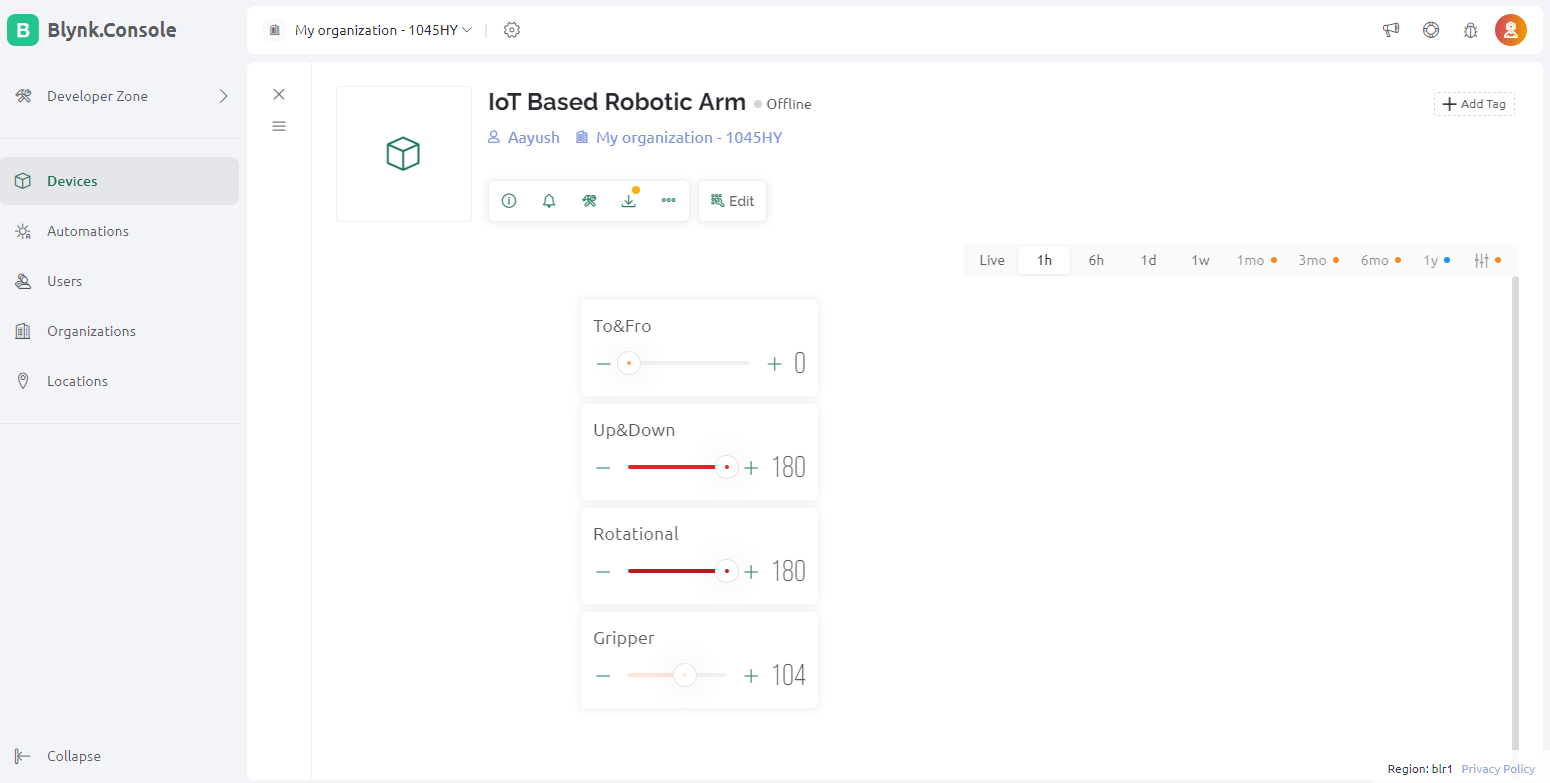 B Blynk.Console
My organization - 1045HY
Developer Zone
Devices
Automations
Users
Organizations
Locations
Collapse
IoT Based Robotic Arm Offline
Add Tag
Aayush My organization - 1045HY
Edit
Live 1h 6h 1d 1w 1mo 3mo 6mo 1y
To&Fro
0
Up&Down
180
Rotational
180
Gripper
104
Region: blr1 Privacy Policy